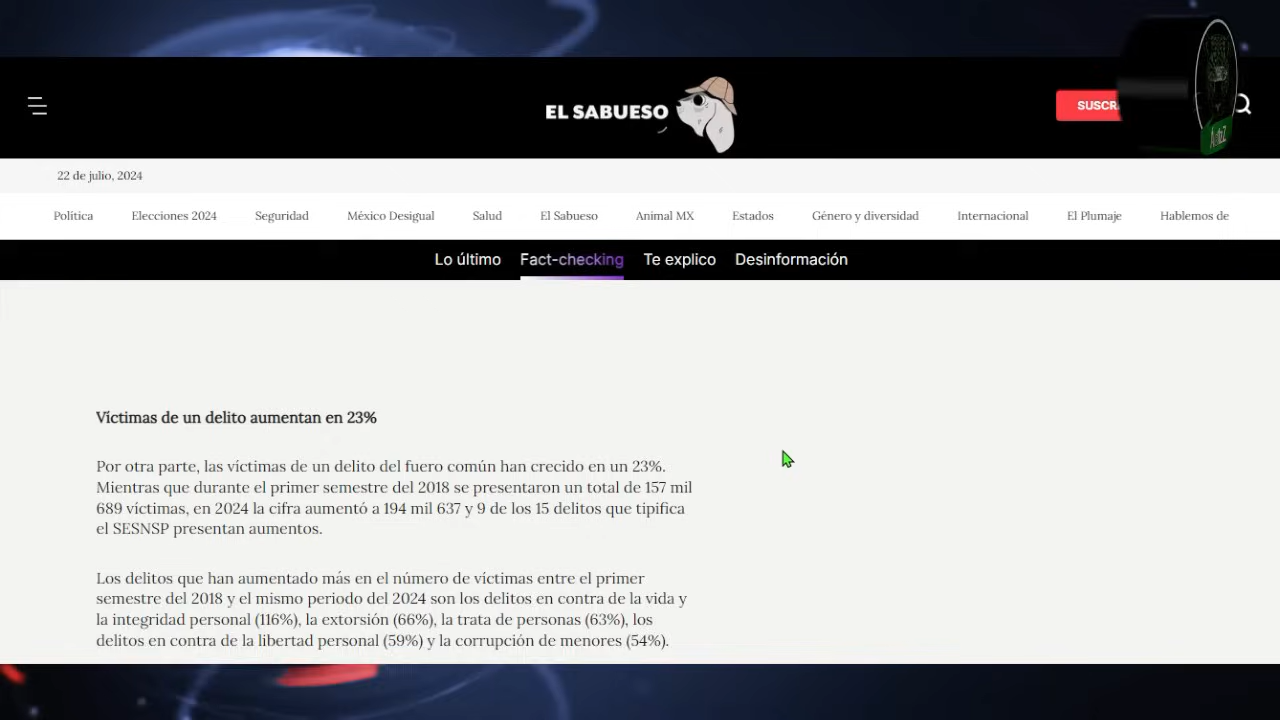 EL SABUESO
SUSCR
22 de julio, 2024
Política Elecciones 2024 Seguridad México Desigual Salud El Sabueso Animal MX Estados Género y diversidad Internacional El Plumaje Hablemos de
Lo último Fact-checking Te explico Desinformación
Víctimas de un delito aumentan en 23%
Por otra parte, las víctimas de un delito del fuero común han crecido en un 23%.
Mientras que durante el primer semestre del 2018 se presentaron un total de 157 mil
689 víctimas, en 2024 la cifra aumentó a 194 mil 637 y 9 de los 15 delitos que tipifica
el SESNSP presentan aumentos.
Los delitos que han aumentado más en el número de víctimas entre el primer
semestre del 2018 y el mismo periodo del 2024 son los delitos en contra de la vida y
la integridad personal (116%), la extorsión (66%), la trata de personas (63%), los
delitos en contra de la libertad personal (59%) y la corrupción de menores (54%).